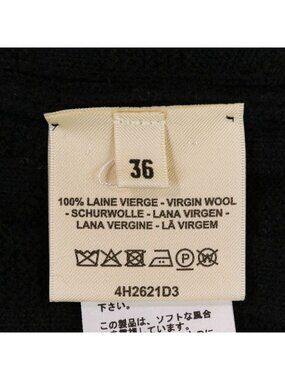 36
100% LAINE VIERGE - VIRGIN WOOL
- SCHURWOLLE - LANA VIRGEN -
LANA VERGINE - LÃ VIRGEM
P
4H2621D3
下さい。
この製品は、ソフトな風合